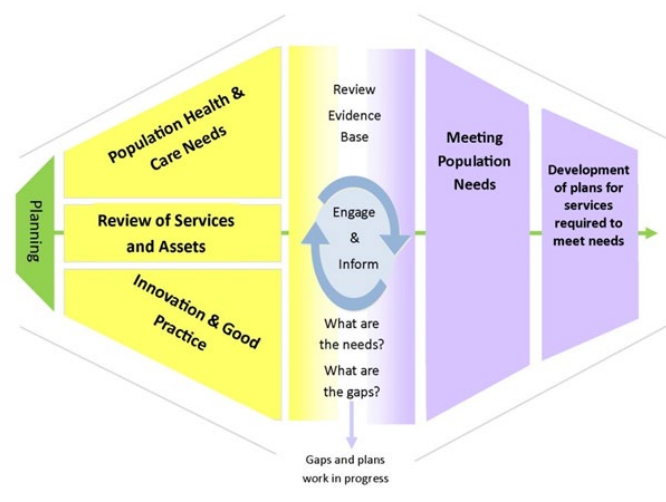 Planning
Population Health &
Care Needs
Review of Services
and Assets
Innovation & Good
Practice
Review
Evidence
Base
Engage
&
Inform
What are
the needs?
What are
the gaps?
Gaps and plans
work in progress
Meeting
Population
Needs
Development
of plans for
services
required to
meet needs